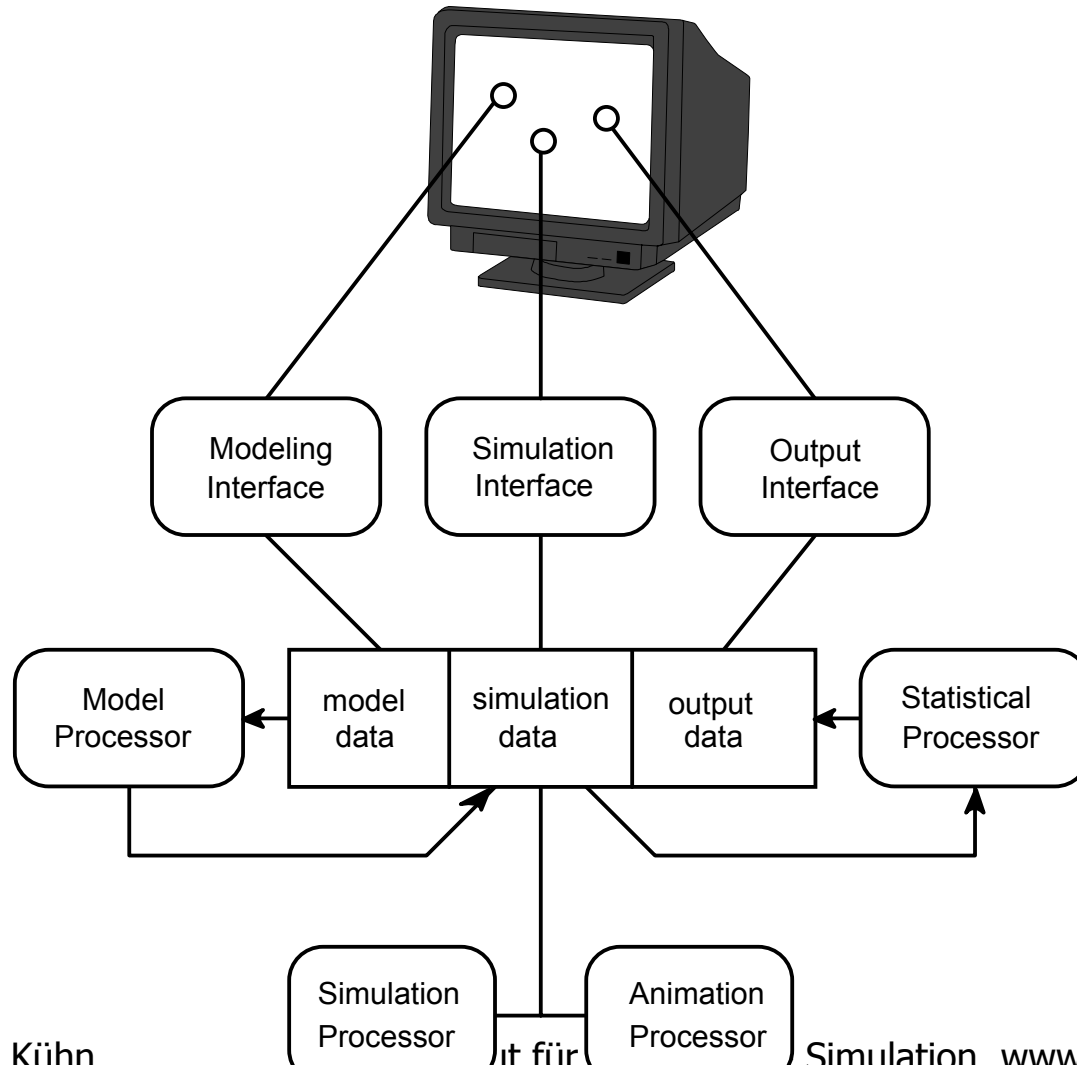 Modeling
Interface
Simulation
Interface
Output
Interface
Model
Processor
model
data
simulation
data
output
data
Statistical
Processor
Simulation
Processor
Animation
Processor
Kühn für Simulation www